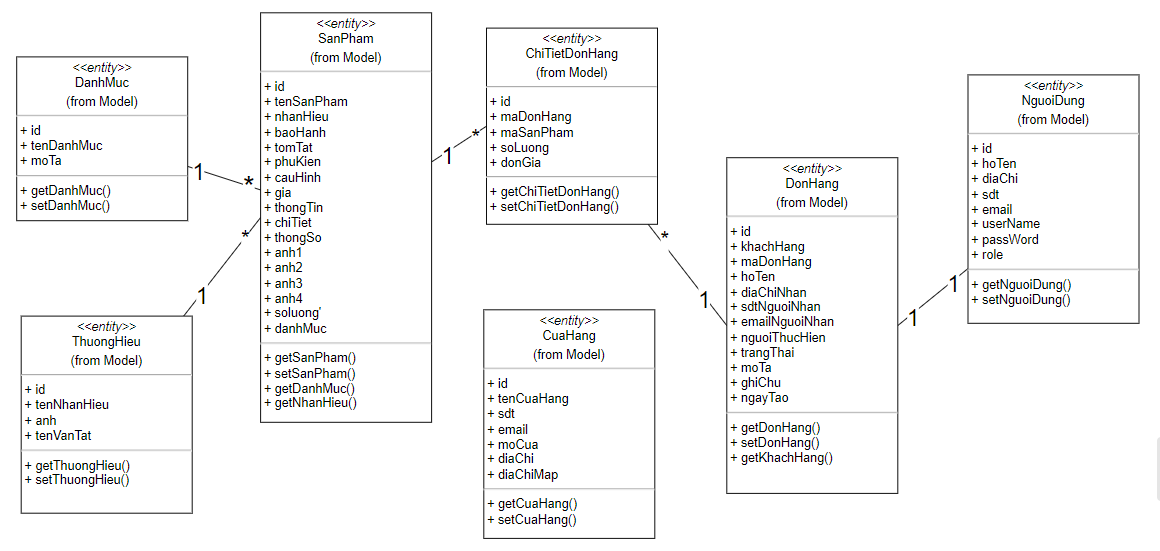 <<entity>>
DanhMuc
(from Model)
+ id
+ tenDanhMuc
+ moTa
+ getDanhMuc()
+ setDanhMuc()
1
*
<<entity>>
ThuongHieu
(from Model)
+ id
+ tenNhanHieu
+ anh
+ tenVanTat
+ getThuongHieu()
+ setThuongHieu()
1
*
<<entity>>
SanPham
(from Model)
+ id
+ tenSanPham
+ nhanHieu
+ baoHanh
+ tomTat
+ phuKien
+ cauHinh
+ gia
+ thongTin
+ chiTiet
+ thongSo
+ anh1
+ anh2
+ anh3
+ anh4
+ soluong'
+ danhMuc
+ getSanPham()
+ setSanPham()
+ getDanhMuc()
+ getNhanHieu()
1
*
<<entity>>
ChiTietDonHang
(from Model)
+ id
+ maDonHang
+ maSanPham
+ soLuong
+ donGia
+ getChiTietDonHang()
+ setChiTietDonHang()
*
1
<<entity>>
CuaHang
(from Model)
+ id
+ tenCuaHang
+ sdt
+ email
+ moCua
+ diaChi
+ diaChiMap
+ getCuaHang()
+ setCuaHang()
<<entity>>
DonHang
(from Model)
+ id
+ khachHang
+ maDonHang
+ hoTen
+ diaChiNhan
+ sdtNguoiNhan
+ emailNguoiNhan
+ nguoiThucHien
+ trangThai
+ moTa
+ ghiChu
+ ngayTao
+ getDonHang()
+ setDonHang()
+ getKhachHang()
1
1
<<entity>>
NguoiDung
(from Model)
+ id
+ hoTen
+ diaChi
+ sdt
+ email
+ userName
+ passWord
+ role
+ getNguoiDung()
+ setNguoiDung()